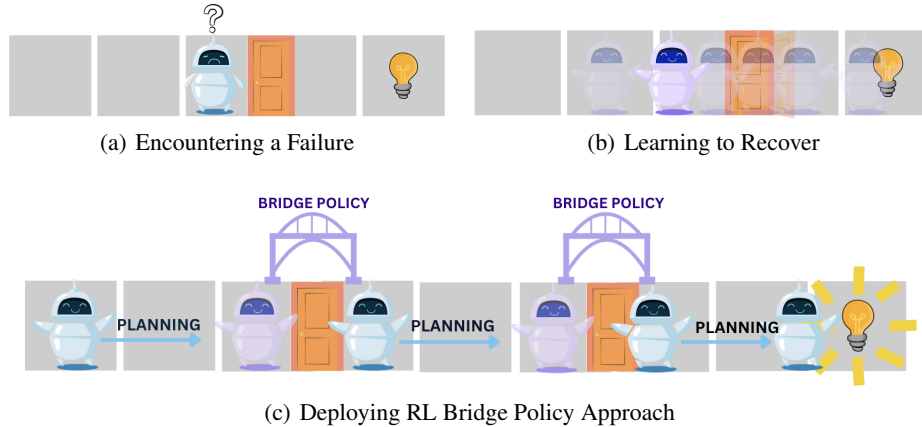 ?
(a) Encountering a Failure
(b) Learning to Recover
BRIDGE POLICY
BRIDGE POLICY
PLANNING
PLANNING
PLANNING
(c) Deploying RL Bridge Policy Approach